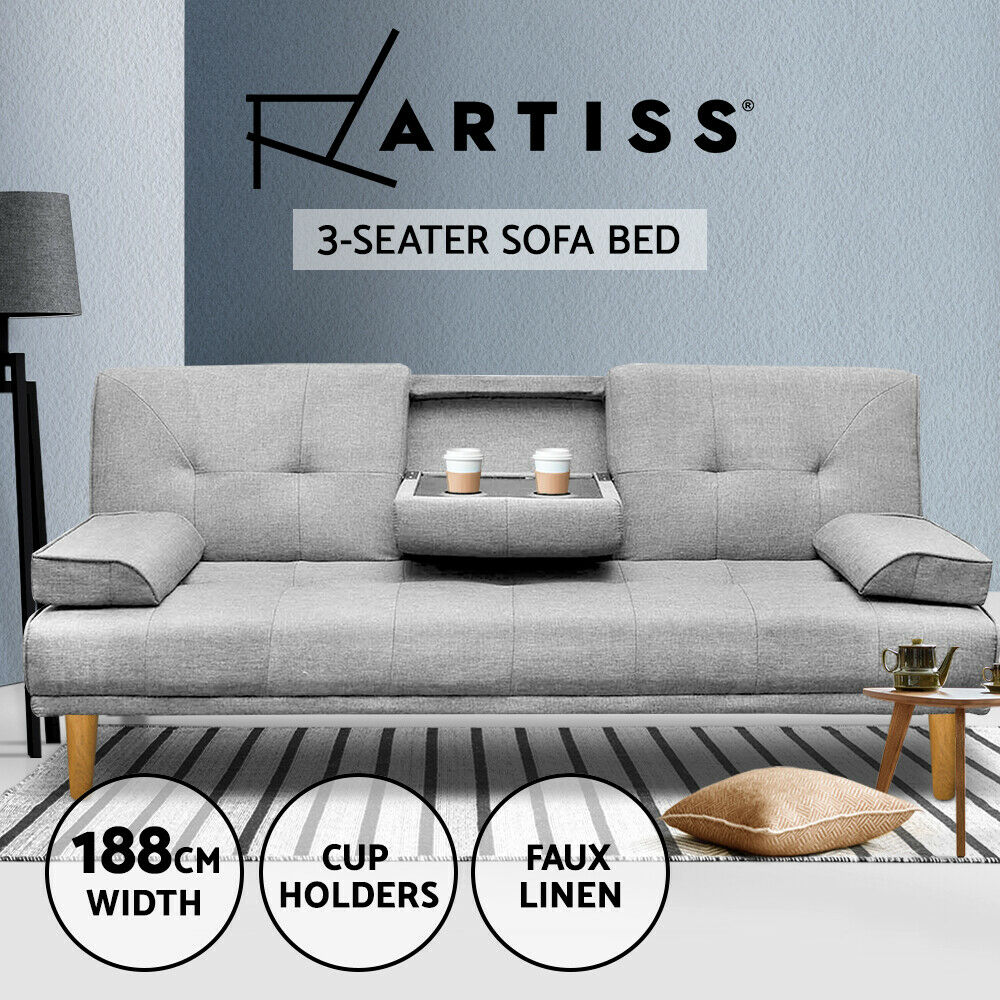 ARTISS®
3-SEATER SOFA BED
188CM
WIDTH
CUP
HOLDERS
FAUX
LINEN